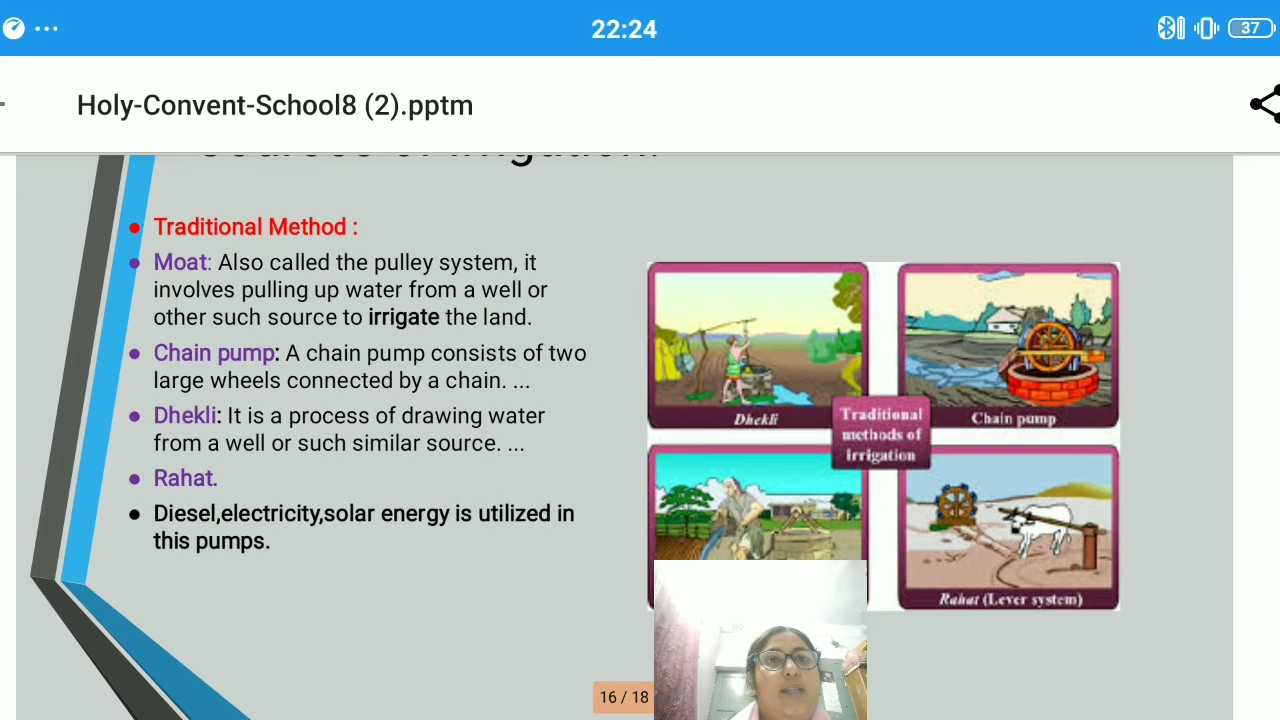 22:24
37
Holy-Convent-School8 (2).pptm
Sources of Irrigation:
Traditional Method :
Moat: Also called the pulley system, it
involves pulling up water from a well or
other such source to irrigate the land.
Chain pump: A chain pump consists of two
large wheels connected by a chain. ...
Dhekli: It is a process of drawing water
from a well or such similar source. ...
Rahat.
Diesel,electricity,solar energy is utilized in
this pumps.
Dhekli
Chain pump
Traditional
methods of
irrigation
Rahat (Lever system)
16 / 18